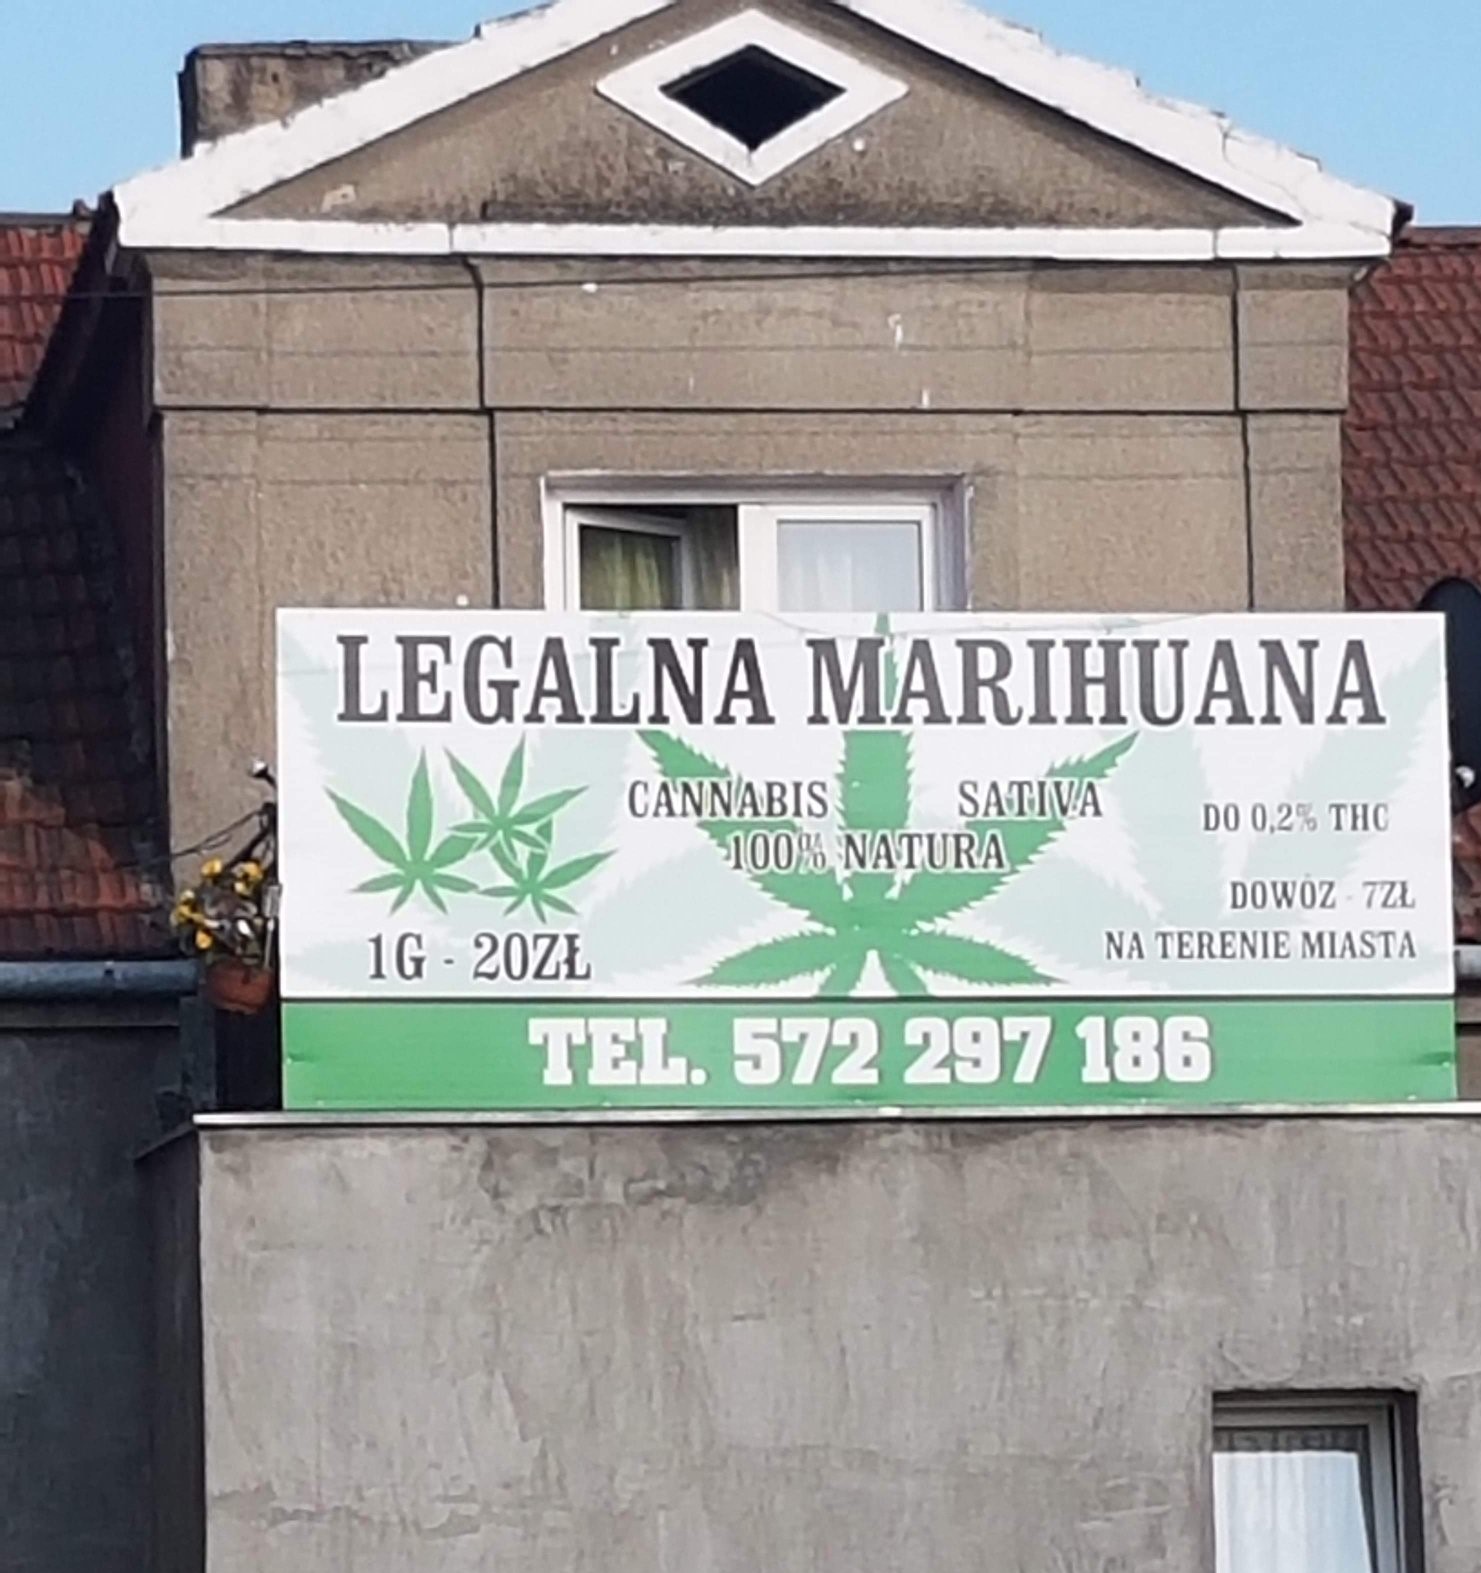 LEGALNA MARIHUANA
CANNABIS SATIVA
100% NATURA
1G - 20ZŁ
DO 0,2% THC
DOWÓZ - 7ZŁ
NA TERENIE MIASTA
TEL. 572 297 186